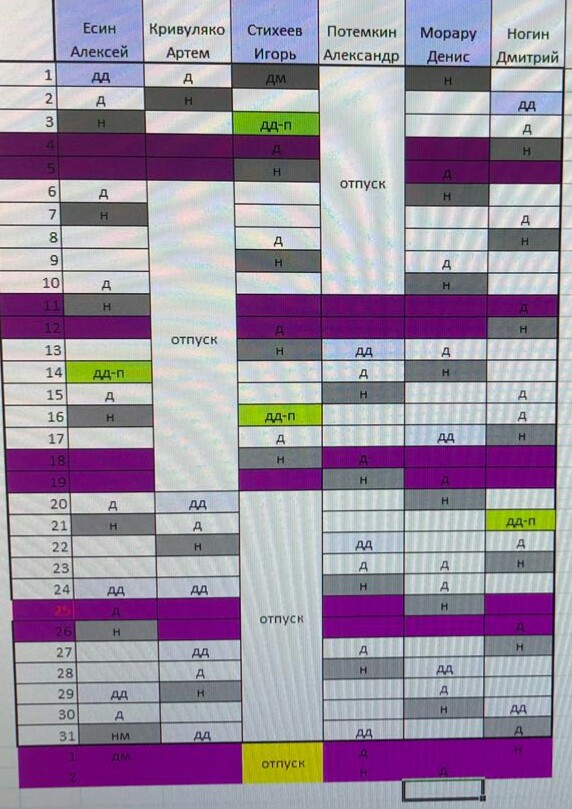 Есин Кривуляко Стихеев Потемкин Морару Ногин
Алексей Артем Игорь Александр Денис Дмитрий
1 дд д дм н
2 д н дд
3 н дд-п д
4 д н
5 н д
отпуск
6 д н
7 н д
8 д н
9 н д
10 д н
11 н д
12 д н
отпуск
13 н дд д
14 дд-п д н
15 д н д
16 н дд-п д
17 д дд н
18 н д
19 н д
20 д дд н
21 н д дд-п
22 н дд д
23 д д н
24 дд дд н д
25 д н
отпуск
26 н д
27 дд д н
28 д н дд
29 дд н д
30 д н дд
31 нм дд дд д
1 дм отпуск д н
2 н д